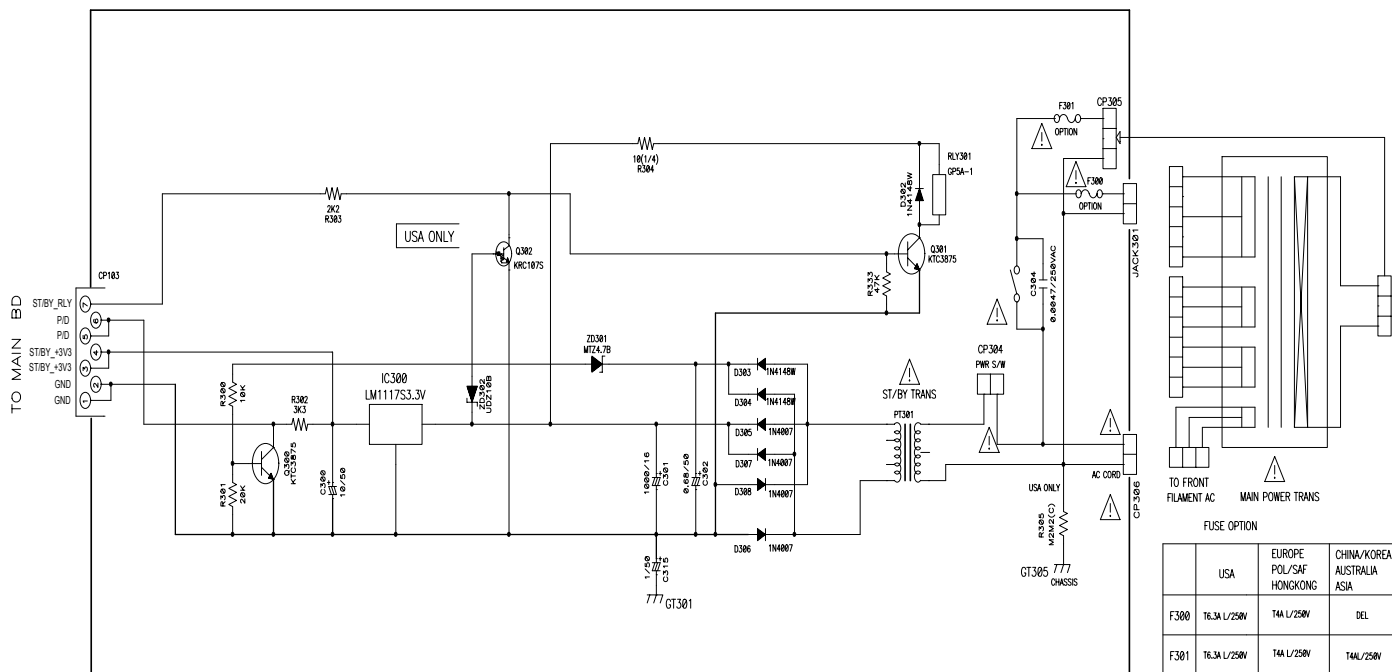 TO MAIN BD
CP103
ST/BY_RLY
7
P/D
6
P/D
5
ST/BY_+3V3
4
ST/BY_+3V3
3
GND
2
GND
1
2K2
R303
USA ONLY
Q302
KRC107S
10(1/4)
R304
D302
1N4148W
RLY301
GP5A-1
Q301
KTC3875
R333
47K
ZD301
MTZ4.7B
ZD302
UDZ10B
IC300
LM1117S3.3V
R300
10K
R302
3K3
Q300
KTC3875
R301
20K
C300
10/50
1000/16
C301
0.68/50
C302
1/50
C315
GT301
D303
1N4148W
D304
1N4148W
D305
1N4007
D307
1N4007
D308
1N4007
D306
1N4007
ST/BY TRANS
PT301
CP304
PWR S/W
C304
0.0047/250VAC
F301
OPTION
CP305
F300
OPTION
JACK301
AC CORD
CP306
USA ONLY
R305
M2M2(C)
GT305
CHASSIS
TO FRONT
FILAMENT AC
MAIN POWER TRANS
FUSE OPTION
USA
EUROPE
POL/SAF
HONGKONG
CHINA/KOREA
AUSTRALIA
ASIA
F300 T6.3A L/250V T4A L/250V DEL
F301 T6.3A L/250V T4A L/250V T4AL/250V